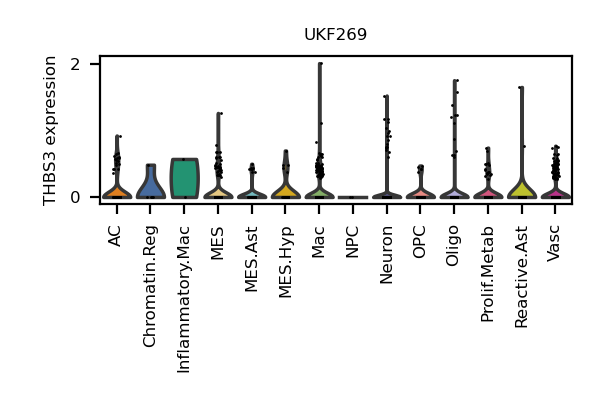 UKF269
THBS3 expression
2
0
AC
Chromatin.Reg
Inflammatory.Mac
MES
MES.Ast
MES.Hyp
Mac
NPC
Neuron
OPC
Oligo
Prolif.Metab
Reactive.Ast
Vasc